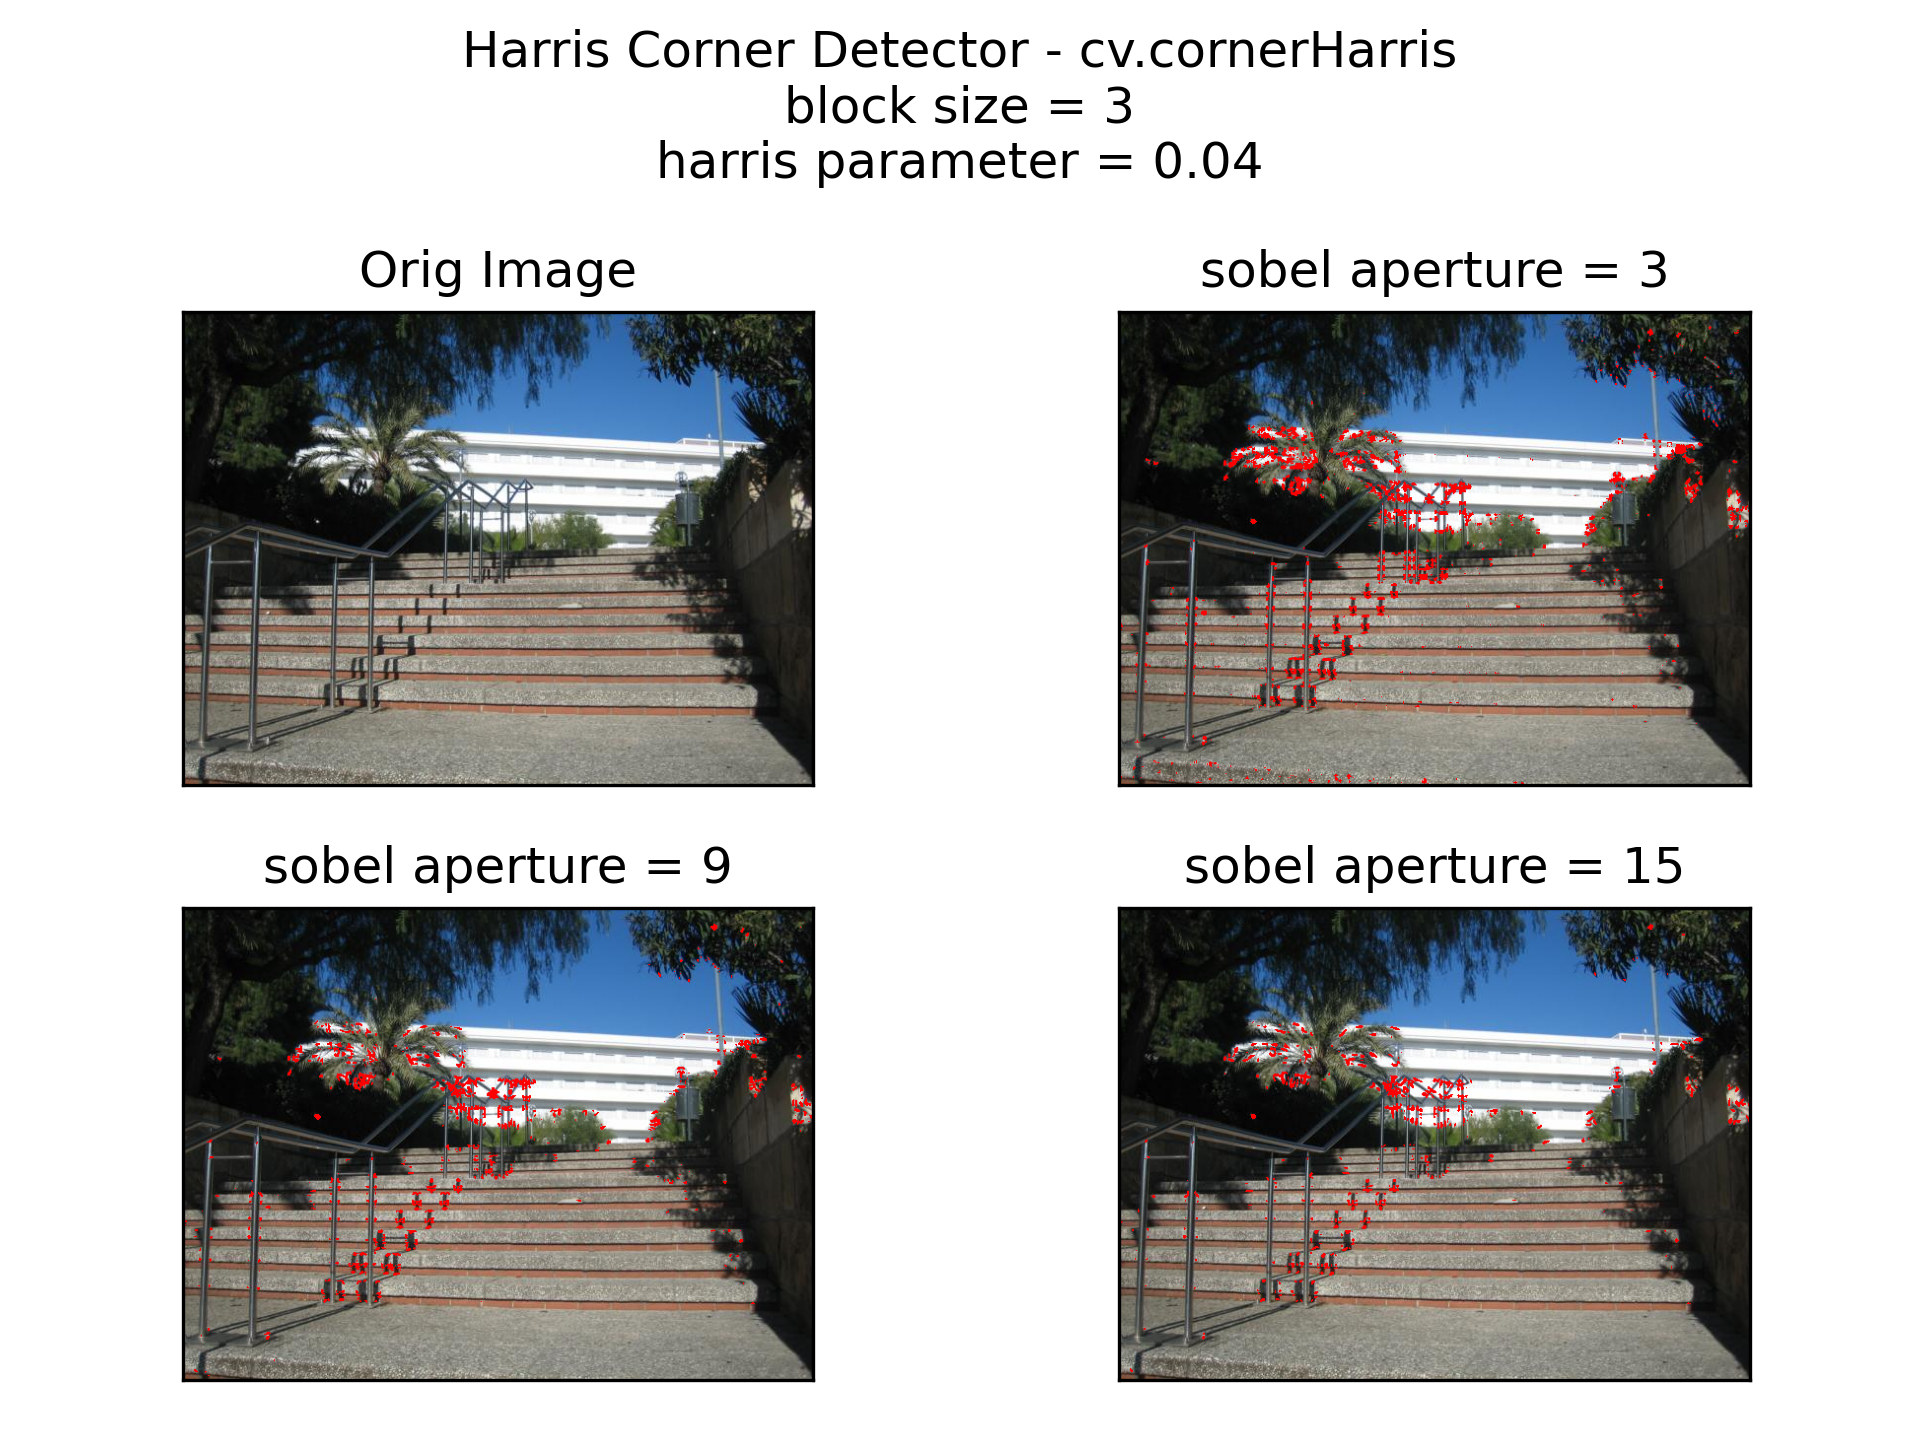 Harris Corner Detector - cv.cornerHarris
block size = 3
harris parameter = 0.04
Orig Image
sobel aperture = 3
sobel aperture = 9
sobel aperture = 15